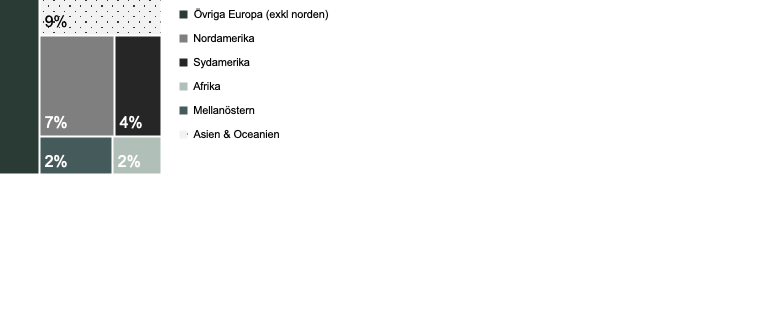 9%
7%
4%
2%
2%
Övriga Europa (exkl norden)
Nordamerika
Sydamerika
Afrika
Mellanöstern
Asien & Oceanien